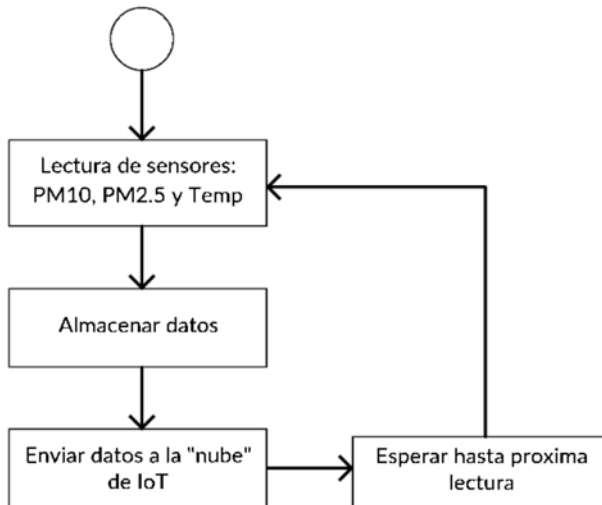 Lectura de sensores:
PM10, PM2.5 y Temp
Almacenar datos
Enviar datos a la "nube"
de IoT
Esperar hasta proxima
lectura